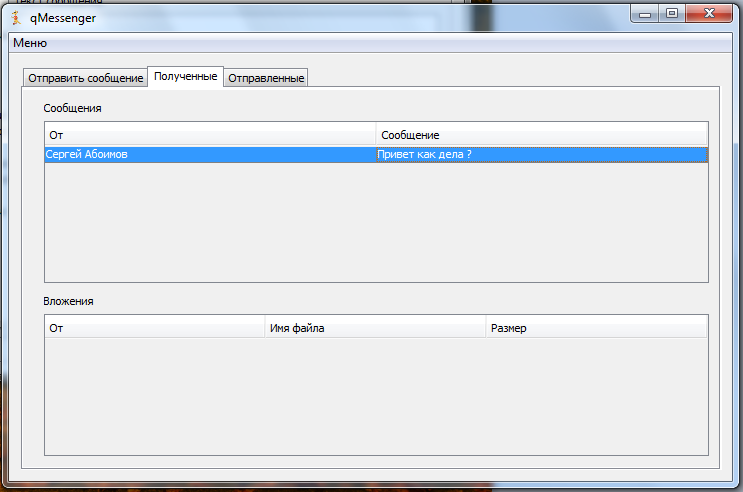 qMessenger
Меню
Отправить сообщение Полученные Отправленные
Сообщения
От Сообщение
Сергей Абоимов Привет как дела ?
Вложения
От Имя файла Размер